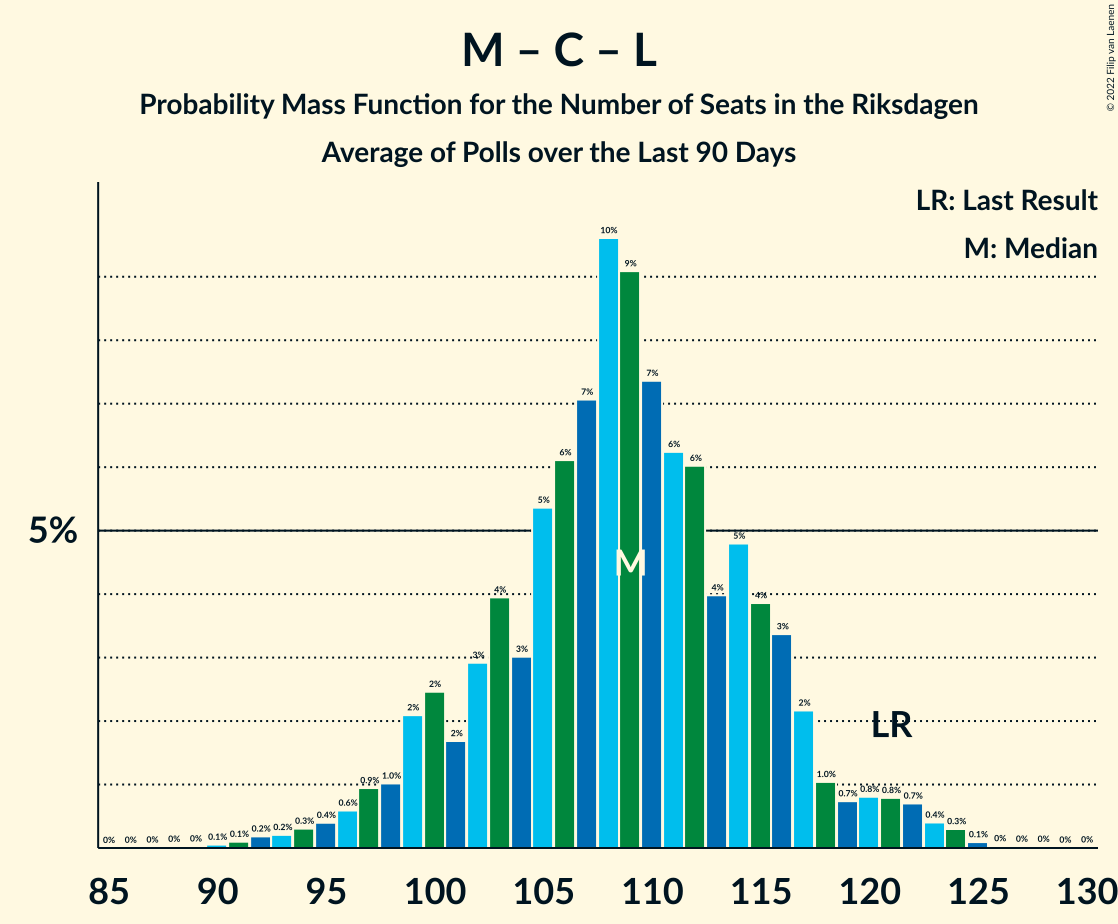 M – C – L
Probability Mass Function for the Number of Seats in the Riksdagen
Average of Polls over the Last 90 Days
© 2022 Filip van Laenen
LR: Last Result
M: Median
5%
0% 0% 0% 0% 0% 0.1% 0.1% 0.2% 0.2% 0.3% 0.4% 0.6% 0.9% 1.0% 2% 2% 2% 3% 4% 3% 5% 6% 7% 10% 9% 7% 6% 6% 4% 5% 4% 3% 2% 1.0% 0.7% 0.8% 0.8% 0.7% 0.4% 0.3% 0.1% 0% 0% 0% 0% 0%
M
LR
85 90 95 100 105 110 115 120 125 130